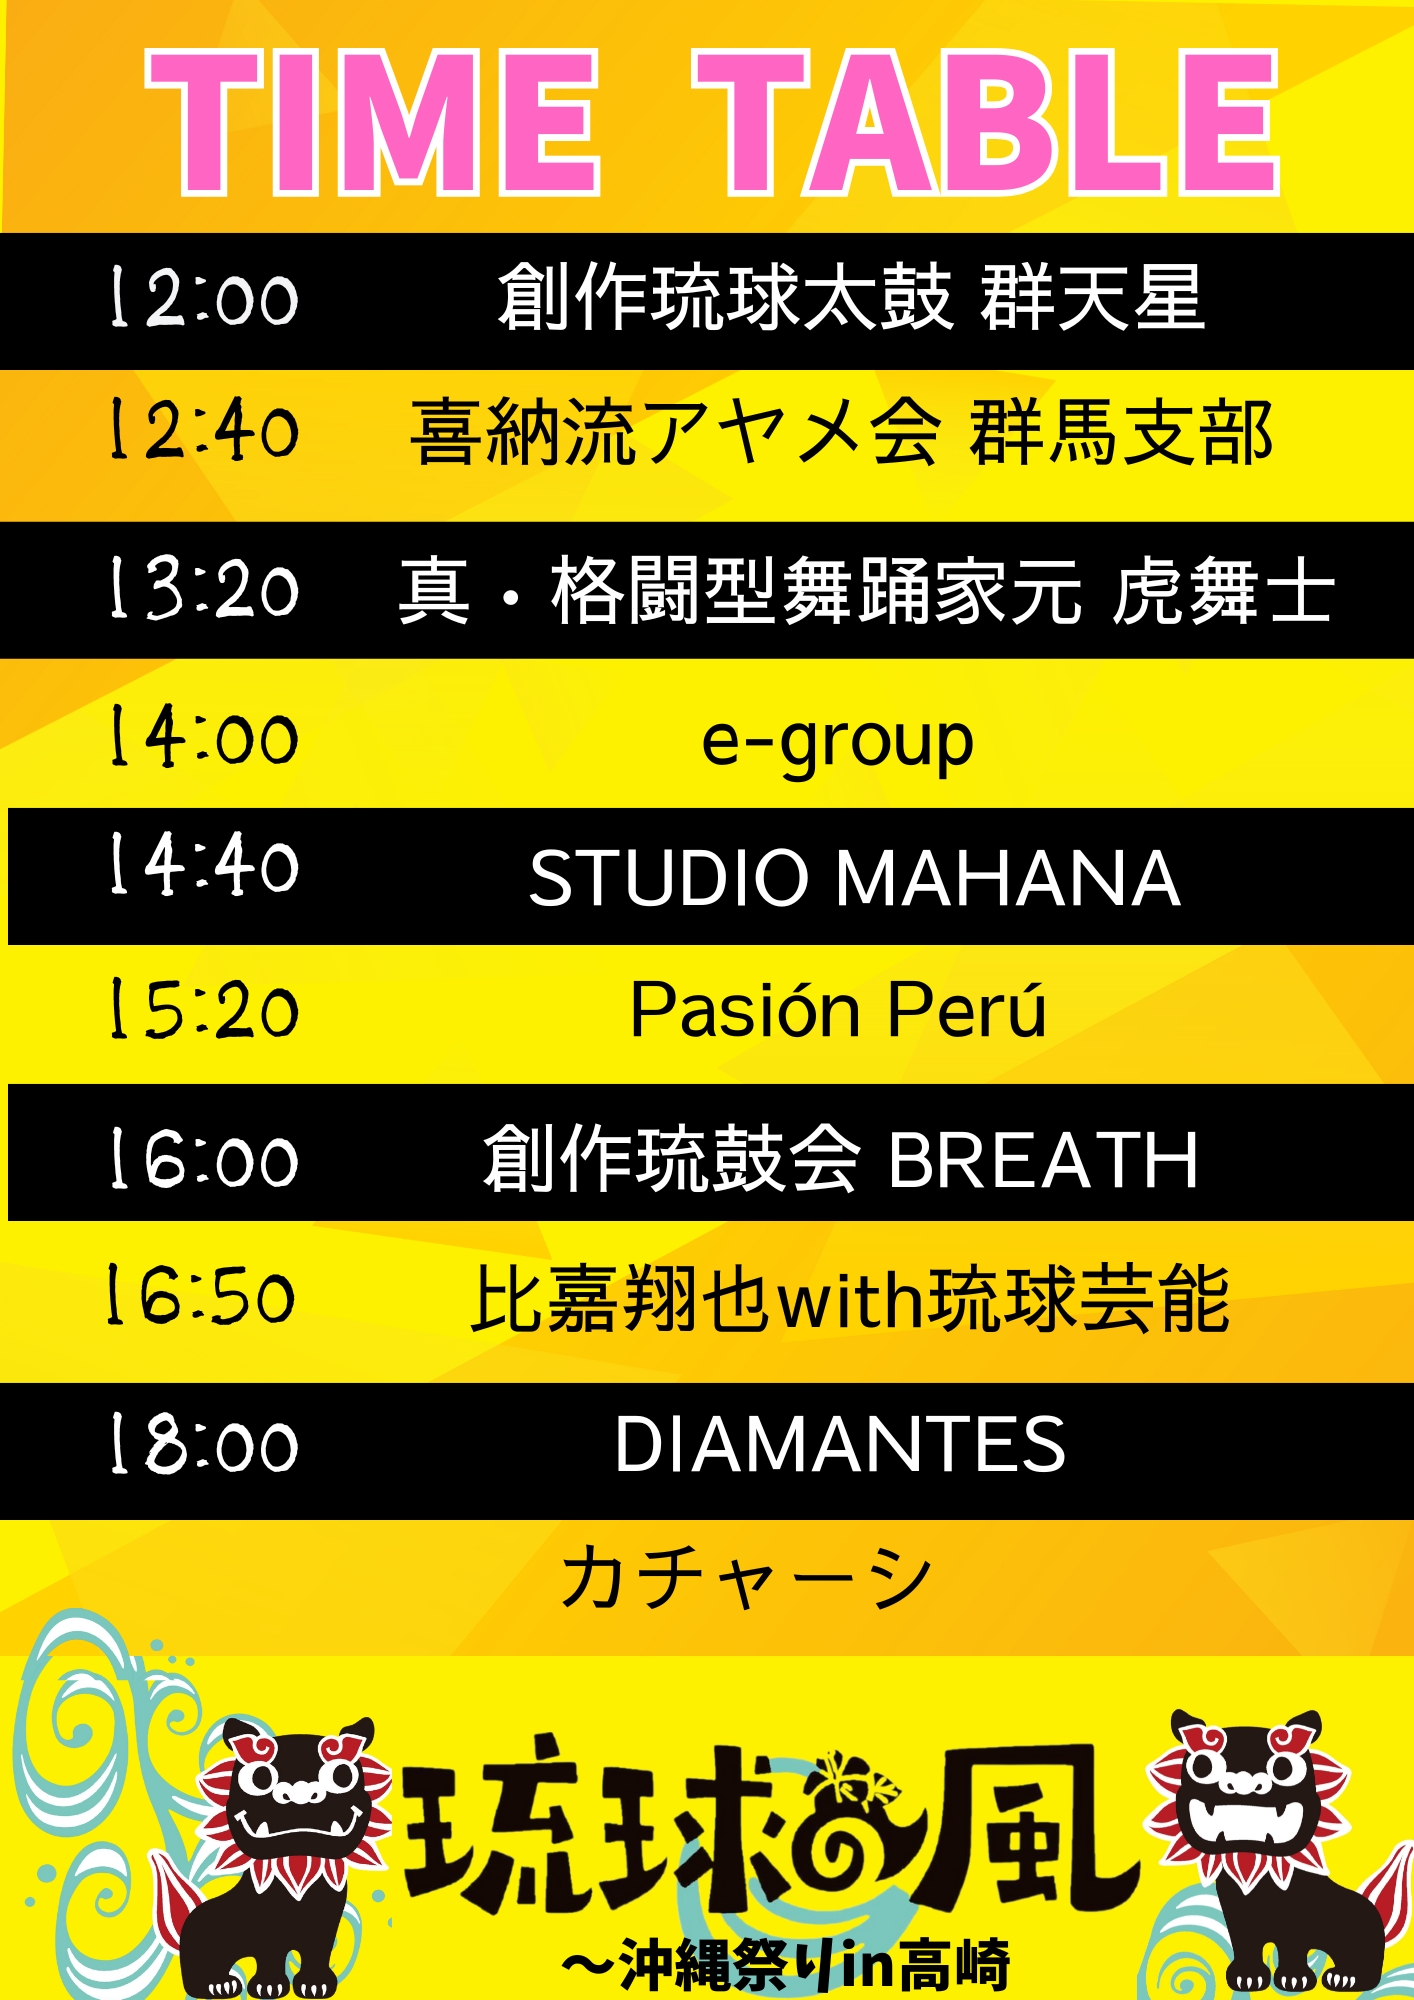 TIME TABLE
12:00 創作琉球太鼓 群天星
12:40 喜納流アヤメ会 群馬支部
13:20 真・格闘型舞踊家元 虎舞士
14:00 e-group
14:40 STUDIO MAHANA
15:20 Pasión Perú
16:00 創作琉鼓会 BREATH
16:50 比嘉翔也with琉球芸能
18:00 DIAMANTES
カチャーシ
琉球の風
～沖縄祭りin高崎